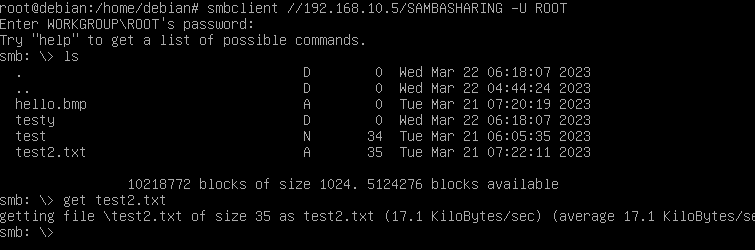 root@debian:/home/debian# smbclient //192.168.10.5/SAMBASHARING -U ROOT
Enter WORKGROUP\ROOT's password:
Try "help" to get a list of possible commands.
smb: \> ls
  .                                   D        0  Wed Mar 22 06:18:07 2023
  ..                                  D        0  Wed Mar 22 04:44:24 2023
  hello.bmp                           A        0  Tue Mar 21 07:20:19 2023
  testy                               D        0  Wed Mar 22 06:18:07 2023
  test                                N       34  Tue Mar 21 06:05:35 2023
  test2.txt                           A       35  Tue Mar 21 07:22:11 2023
                10218772 blocks of size 1024. 5124276 blocks available
smb: \> get test2.txt
getting file \test2.txt of size 35 as test2.txt (17.1 KiloBytes/sec) (average 17.1 KiloBytes/se
smb: \>